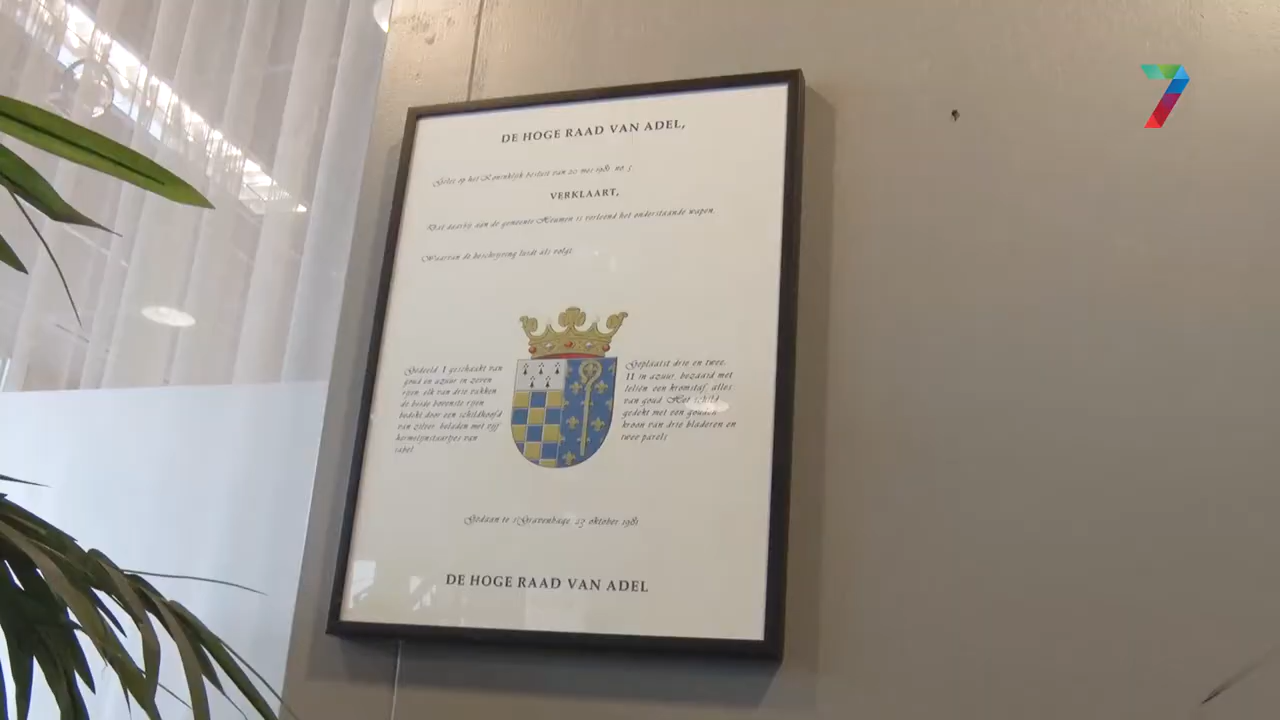 DE HOGE RAAD VAN ADEL,
Gelet op het Koninklijk besluit van 20 mei 1981 no. 5
VERKLAART,
Dat daarbij aan de gemeente Heumen is verleend het onderstaande wapen.
Waarvan de beschrijving luidt als volgt
Gedeeld, I geschaakt van
goud en azuur in zeven
rijen, elk van drie vakken
de beide bovenste rijen
bedekt door een schildhoofd
van zilver, beladen met vijf
hermelijnstaartjes van
sabel
Geplaatst drie en twee.
II in azuur, bezaaid met
leliën, een kromstaf, alles
van goud. Het schild
gedekt met een gouden
kroon van drie bladeren en
twee parels
Gedaan te 's Gravenhage, 23 oktober 1981
DE HOGE RAAD VAN ADEL
7